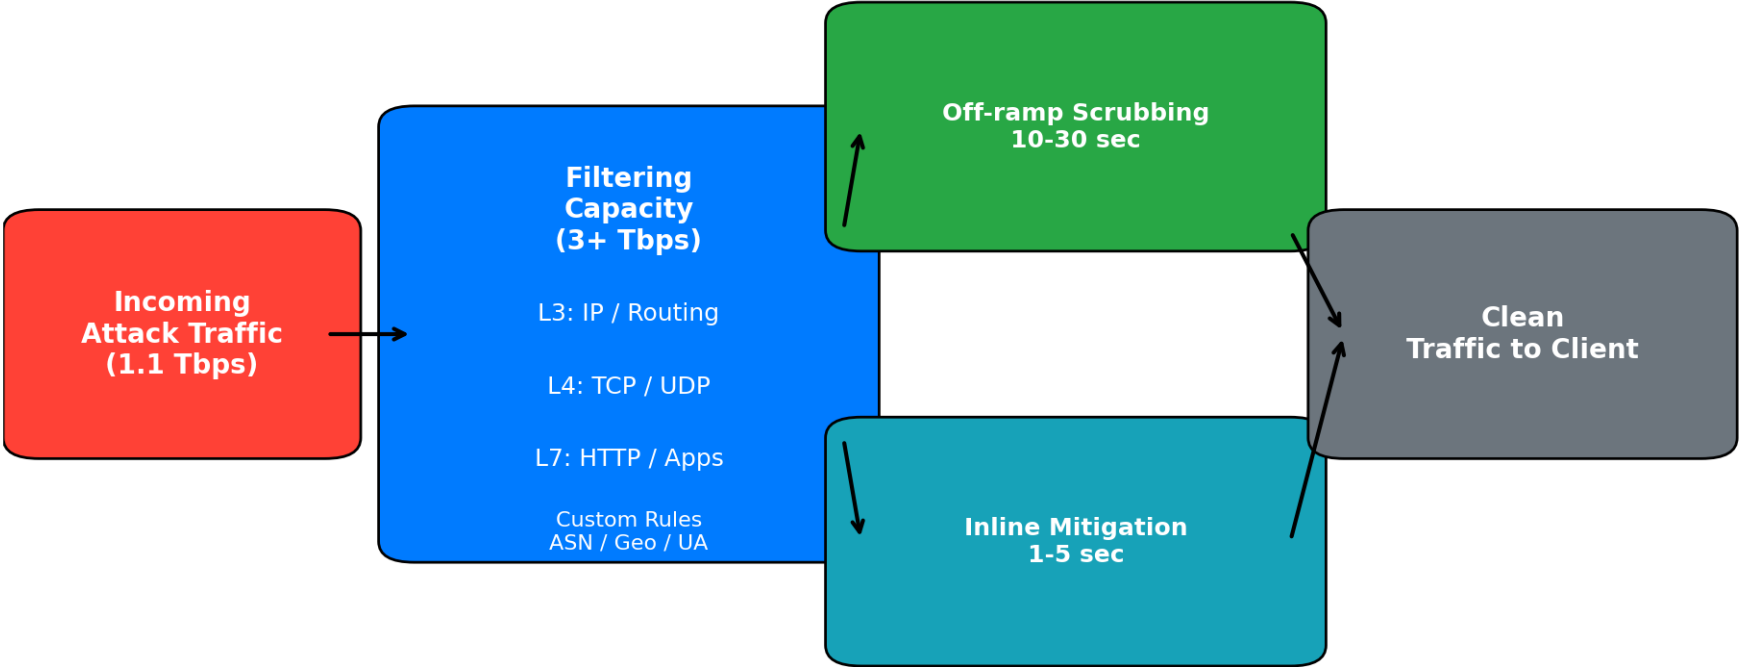 Incoming
Attack Traffic
(1.1 Tbps)
Filtering
Capacity
(3+ Tbps)
L3: IP / Routing
L4: TCP / UDP
L7: HTTP / Apps
Custom Rules
ASN / Geo / UA
Off-ramp Scrubbing
10-30 sec
Inline Mitigation
1-5 sec
Clean
Traffic to Client